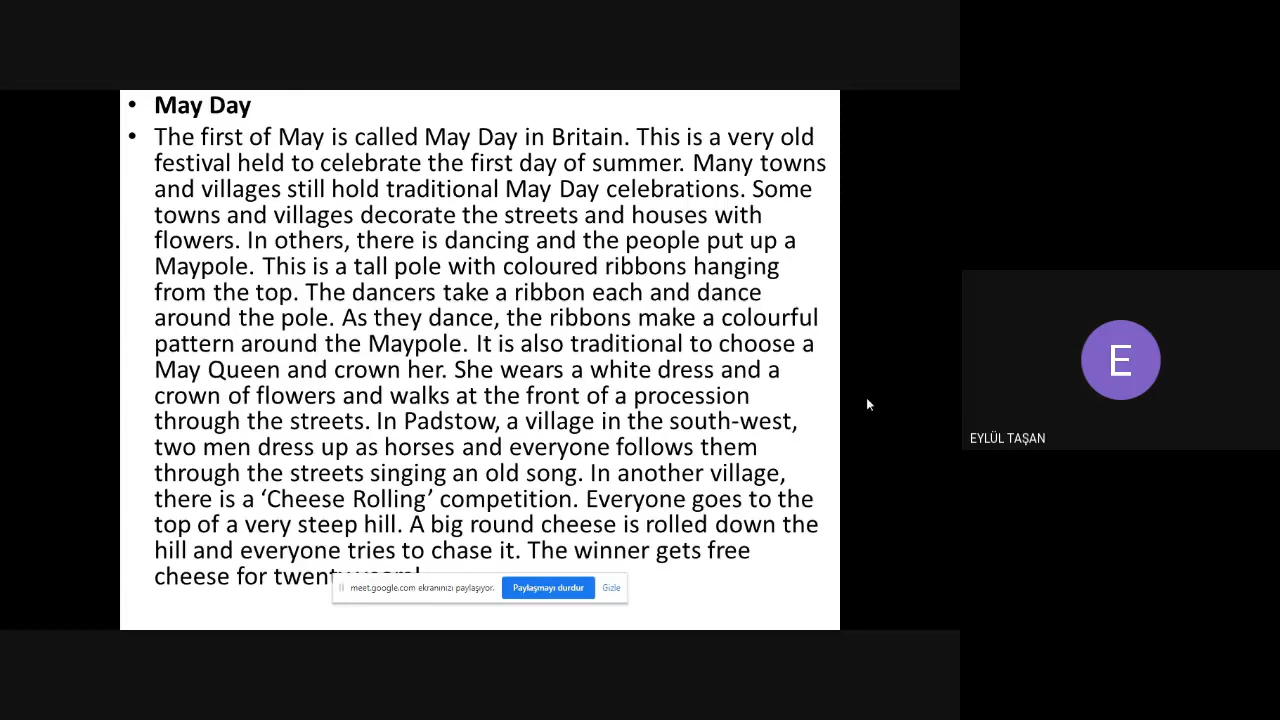 • May Day
• The first of May is called May Day in Britain. This is a very old
festival held to celebrate the first day of summer. Many towns
and villages still hold traditional May Day celebrations. Some
towns and villages decorate the streets and houses with
flowers. In others, there is dancing and the people put up a
Maypole. This is a tall pole with coloured ribbons hanging
from the top. The dancers take a ribbon each and dance
around the pole. As they dance, the ribbons make a colourful
pattern around the Maypole. It is also traditional to choose a
May Queen and crown her. She wears a white dress and a
crown of flowers and walks at the front of a procession
through the streets. In Padstow, a village in the south-west,
two men dress up as horses and everyone follows them
through the streets singing an old song. In another village,
there is a ‘Cheese Rolling’ competition. Everyone goes to the
top of a very steep hill. A big round cheese is rolled down the
hill and everyone tries to chase it. The winner gets free
cheese for
meet.google.com ekranınızı paylaşıyor. Paylaşmayı durdur Gizle
E
EYLÜL TAŞAN